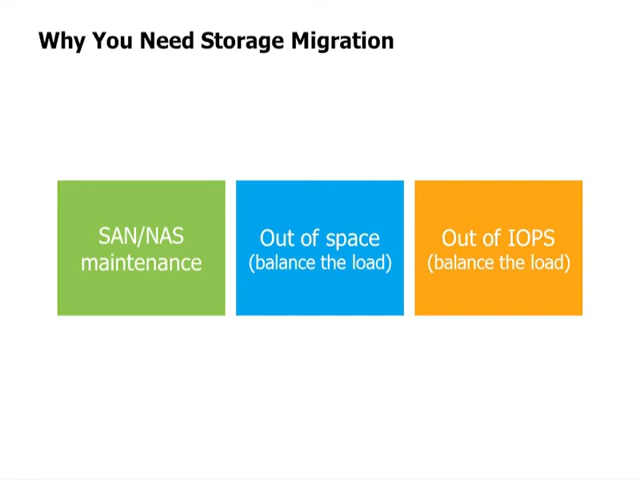 Why You Need Storage Migration
SAN/NAS
maintenance
Out of space
(balance the load)
Out of IOPS
(balance the load)